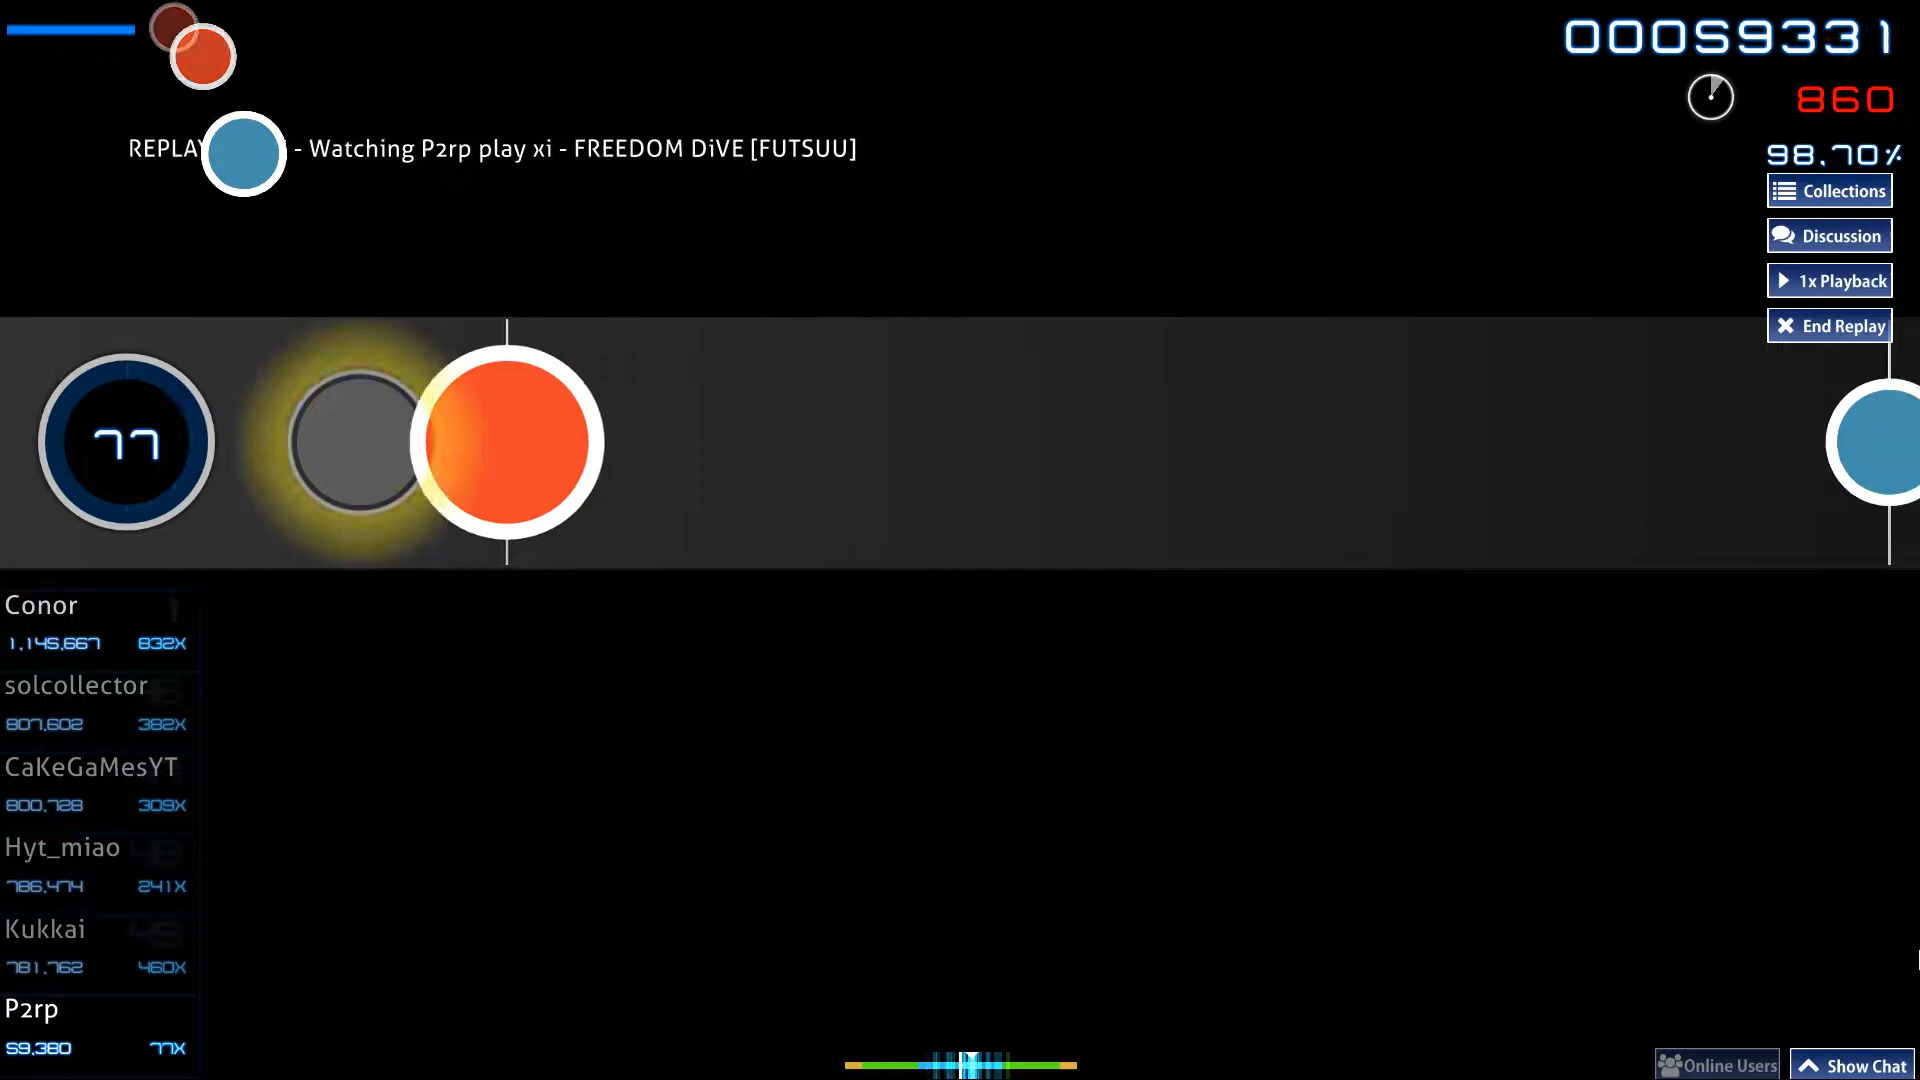 00059331
860
REPLAY - Watching P2rp play xi - FREEDOM DiVE [FUTSUU]
98.70%
Collections
Discussion
1x Playback
End Replay
77
Conor
1,145,667 832X
solcollector
807,602 382X
CaKeGaMesYT
800,728 309X
Hyt_miao
786,474 241X
Kukkai
781,762 460X
P2rp
59,380 77X
Online Users
Show Chat